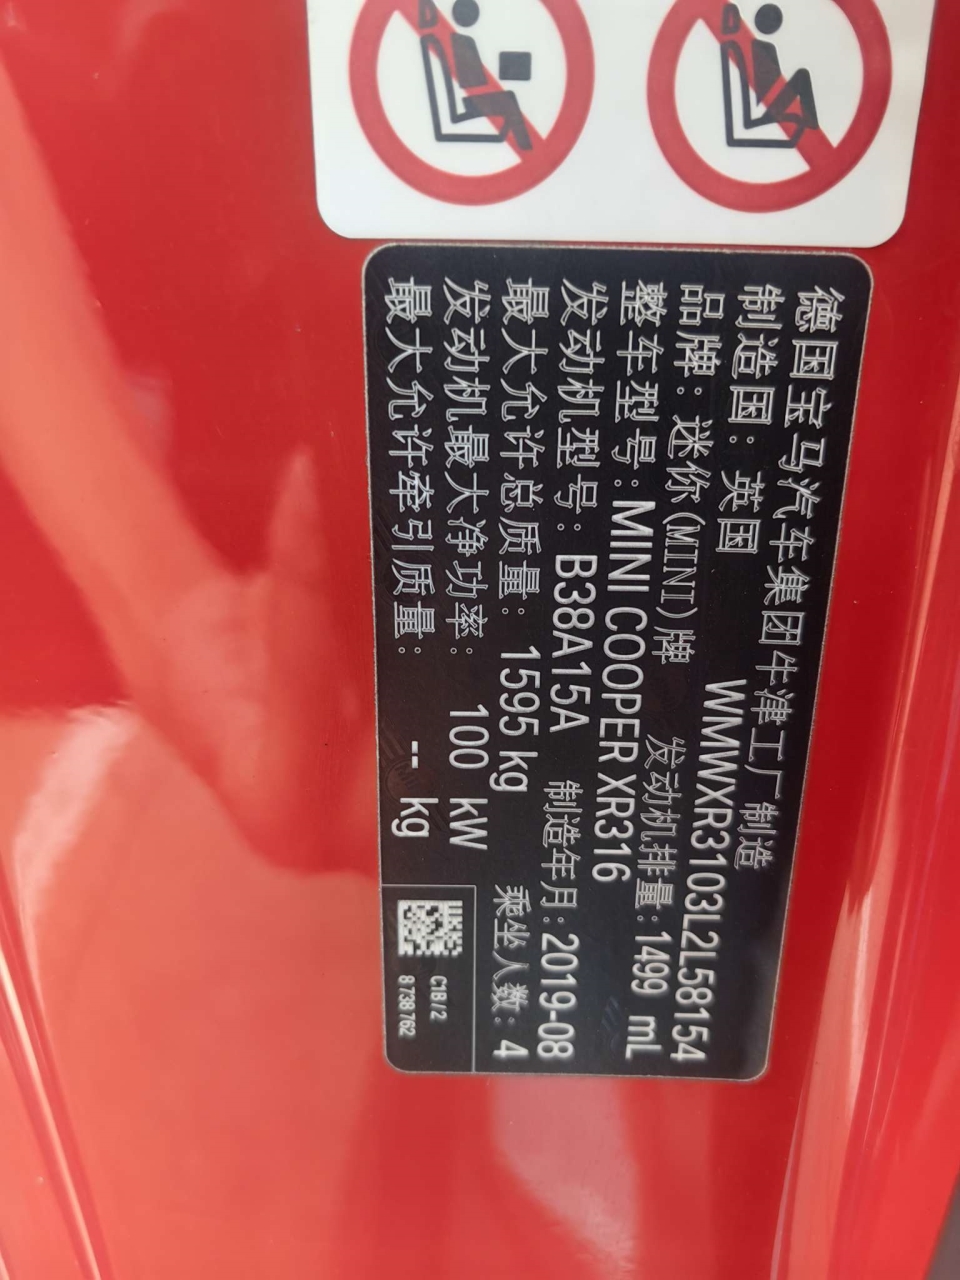 德国宝马汽车集团牛津工厂制造
制造国：英国 WMWXR3103L2L58154
品牌：迷你(MINI)牌 发动机排量：1499 mL
整车型号：MINI COOPER XR316
发动机型号：B38A15A 制造年月：2019-08
最大允许总质量：1595 kg 乘坐人数：4
发动机最大净功率：100 kW
最大允许牵引质量：-- kg
C1B / 2
8 738 762